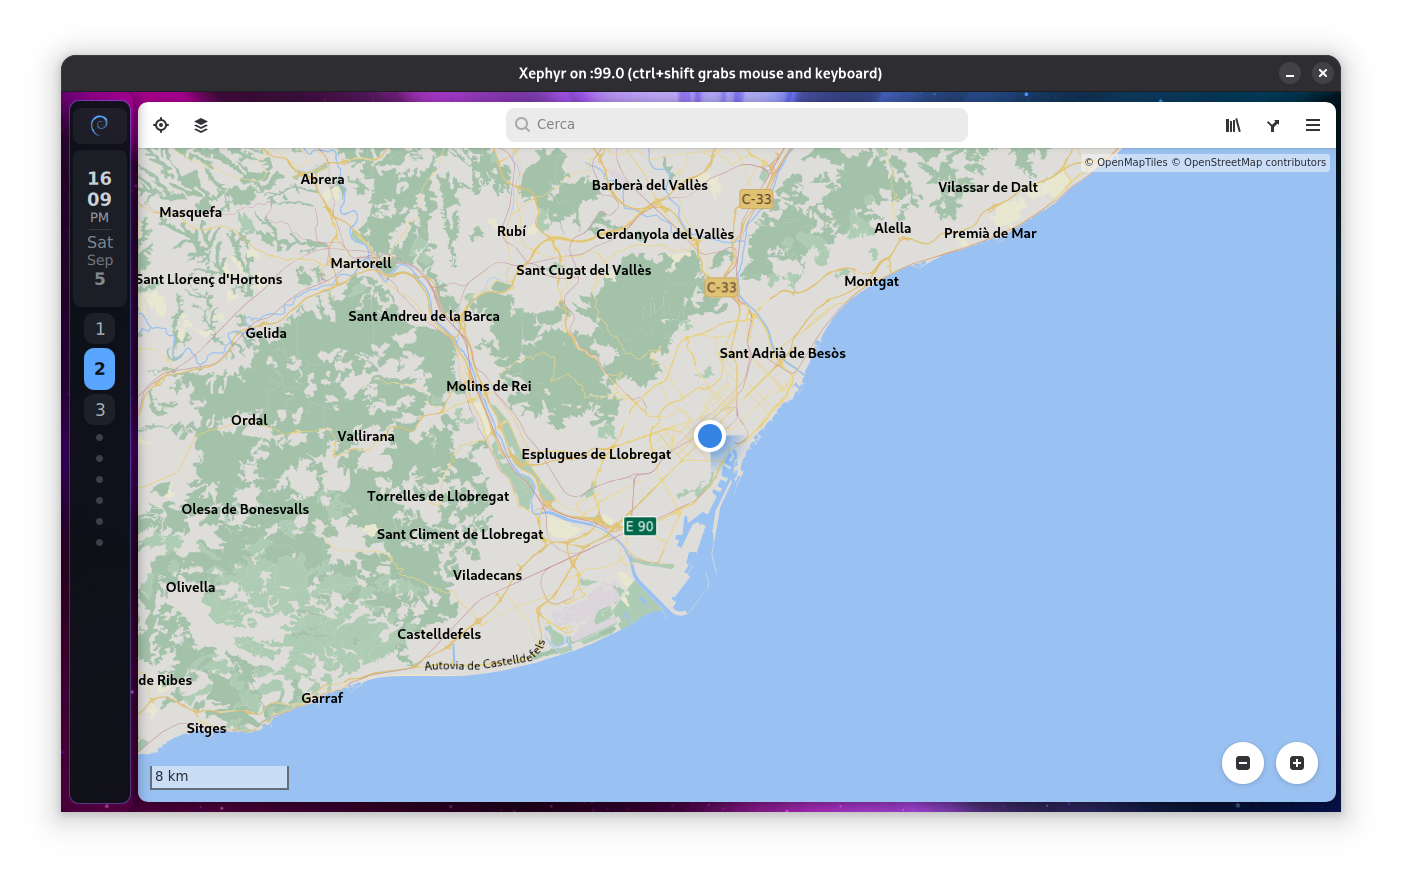 Xephyr on :99.0 (ctrl+shift grabs mouse and keyboard)
16
09
PM
Sat
Sep
5
1
2
3
Cerca
© OpenMapTiles © OpenStreetMap contributors
Abrera
Barberà del Vallès
C-33
Vilassar de Dalt
Masquefa
Rubí
Cerdanyola del Vallès
Alella
Premià de Mar
Martorell
Sant Cugat del Vallès
Sant Llorenç d'Hortons
C-33
Montgat
Sant Andreu de la Barca
Gelida
Sant Adrià de Besòs
Molins de Rei
Ordal
Vallirana
Esplugues de Llobregat
Torrelles de Llobregat
Olesa de Bonesvalls
E 90
Sant Climent de Llobregat
Viladecans
Olivella
Castelldefels
Autovia de Castelldefels
de Ribes
Garraf
Sitges
8 km